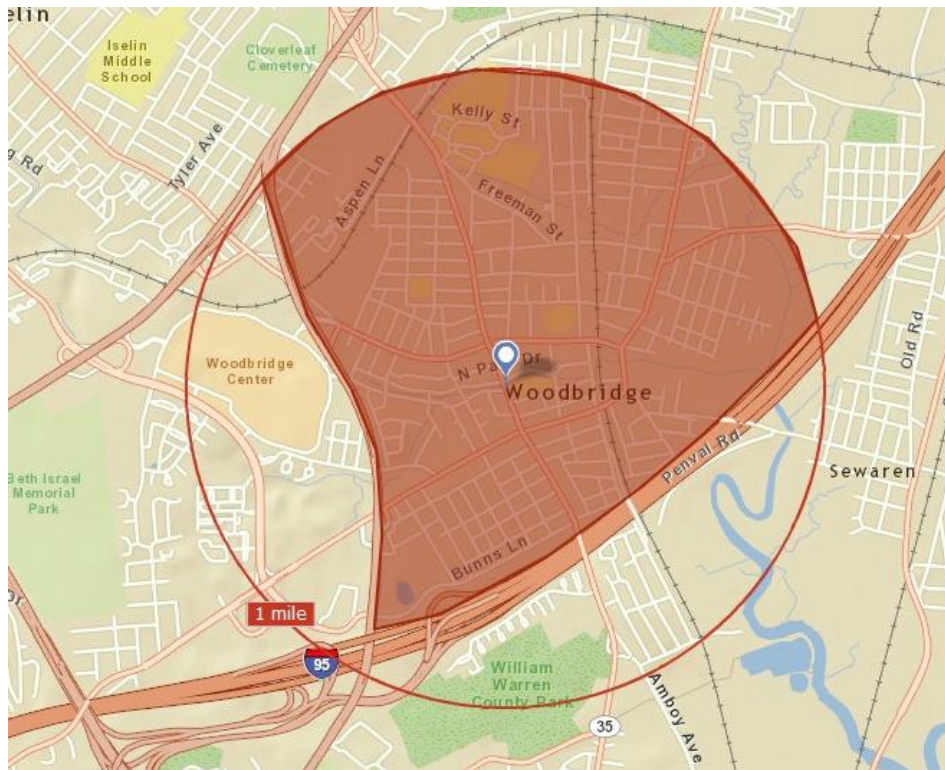 elin
Iselin
Middle
School
Cloverleaf
Cemetery
Kelly St
Tyler Ave
Rd
Aspen Ln
Freeman St
Old Rd
Woodbridge
Center
N Pa Dr
Woodbridge
Penval Rd
Sewaren
Beth Israel
Memorial
Park
Bunns Ln
1 mile
95
William
Warren
County Park
35
Amboy Ave